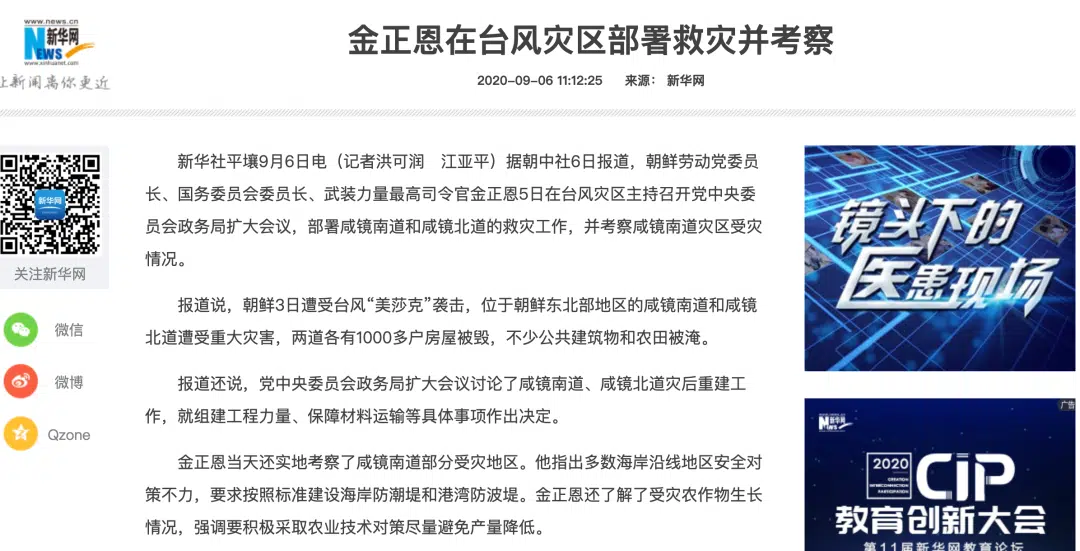 www.news.cn
新华网
NEWS
www.xinhuanet.com
让新闻离你更近
金正恩在台风灾区部署救灾并考察
2020-09-06 11:12:25 来源： 新华网
新华网
关注新华网
微信
微博
Qzone
新华社平壤9月6日电（记者洪可润　江亚平）据朝中社6日报道，朝鲜劳动党委员
长、国务委员会委员长、武装力量最高司令官金正恩5日在台风灾区主持召开党中央委
员会政务局扩大会议，部署咸镜南道和咸镜北道的救灾工作，并考察咸镜南道灾区受灾
情况。
报道说，朝鲜3日遭受台风“美莎克”袭击，位于朝鲜东北部地区的咸镜南道和咸镜
北道遭受重大灾害，两道各有1000多户房屋被毁，不少公共建筑物和农田被淹。
报道还说，党中央委员会政务局扩大会议讨论了咸镜南道、咸镜北道灾后重建工
作，就组建工程力量、保障材料运输等具体事项作出决定。
金正恩当天还实地考察了咸镜南道部分受灾地区。他指出多数海岸沿线地区安全对
策不力，要求按照标准建设海岸防潮堤和港湾防波堤。金正恩还了解了受灾农作物生长
情况，强调要积极采取农业技术对策尽量避免产量降低。
镜头下的
医患现场
广告
新华网
NEWS
2020
CREATION
INTERCONNECTION
PARTICIPATION
CIP
教育创新大会
第11届新华网教育论坛